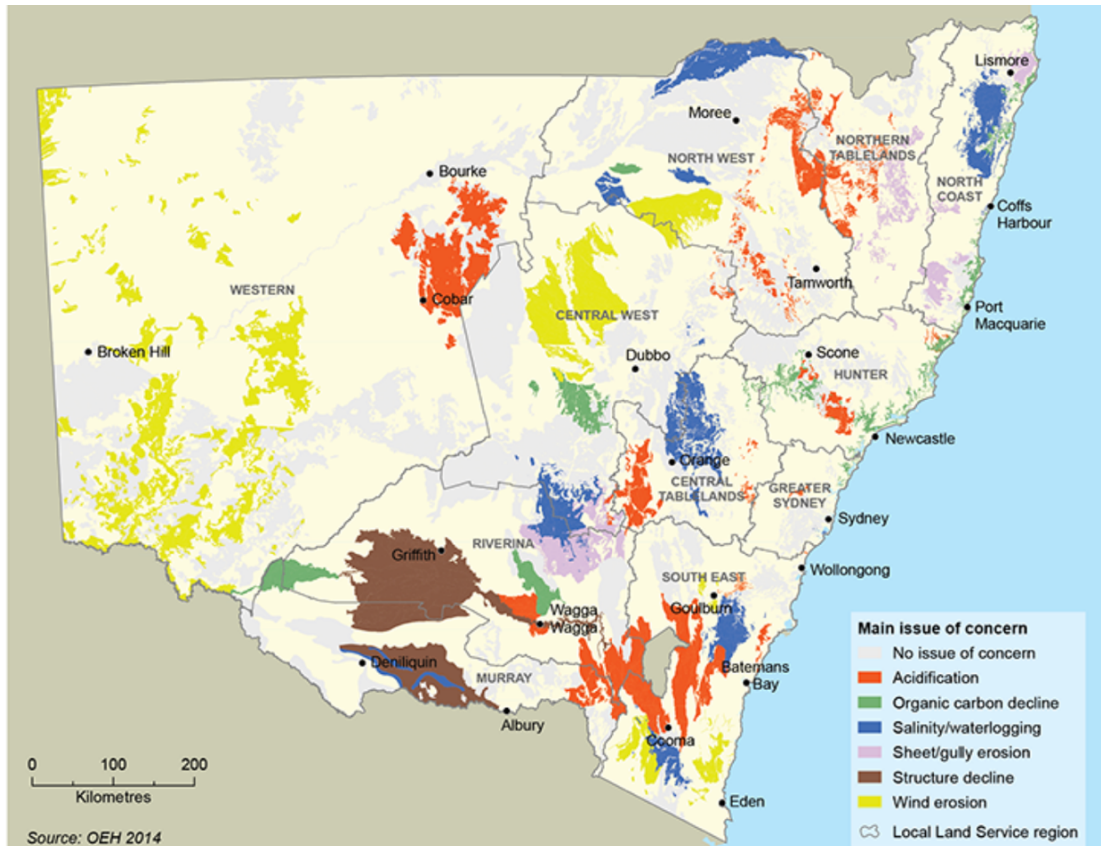 Lismore
Moree
NORTHERN
TABLELANDS
NORTH WEST
Bourke
NORTH
COAST
Coffs
Harbour
WESTERN
Tamworth
Cobar
CENTRAL WEST
Port
Macquarie
Broken Hill
Dubbo
Scone
HUNTER
Newcastle
Orange
CENTRAL
TABLELANDS
GREATER
SYDNEY
Sydney
RIVERINA
Griffith
Wollongong
SOUTH EAST
Goulburn
Wagga
Wagga
Deniliquin
MURRAY
Batemans
Bay
Albury
Cooma
Eden
Main issue of concern
No issue of concern
Acidification
Organic carbon decline
Salinity/waterlogging
Sheet/gully erosion
Structure decline
Wind erosion
Local Land Service region
0 100 200
Kilometres
Source: OEH 2014